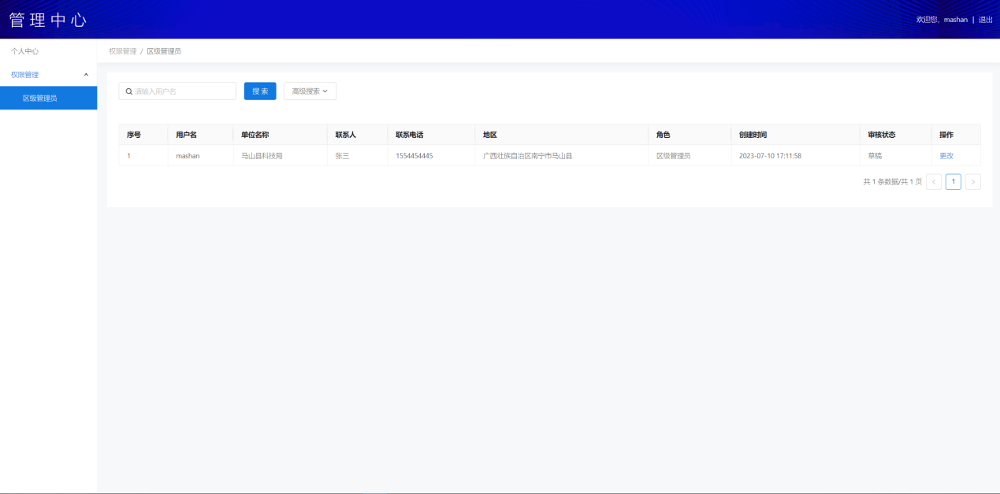 管理中心
欢迎您, mashan | 退出
个人中心
权限管理 / 区级管理员
权限管理
区级管理员
请输入用户名 搜索 高级搜索
序号 用户名 单位名称 联系人 联系电话 地区 角色 创建时间 审核状态 操作
1 mashan 马山县科技局 张三 1554454445 广西壮族自治区南宁市马山县 区级管理员 2023-07-10 17:11:58 草稿 更改
共 1 条数据/共 1 页 < 1 >